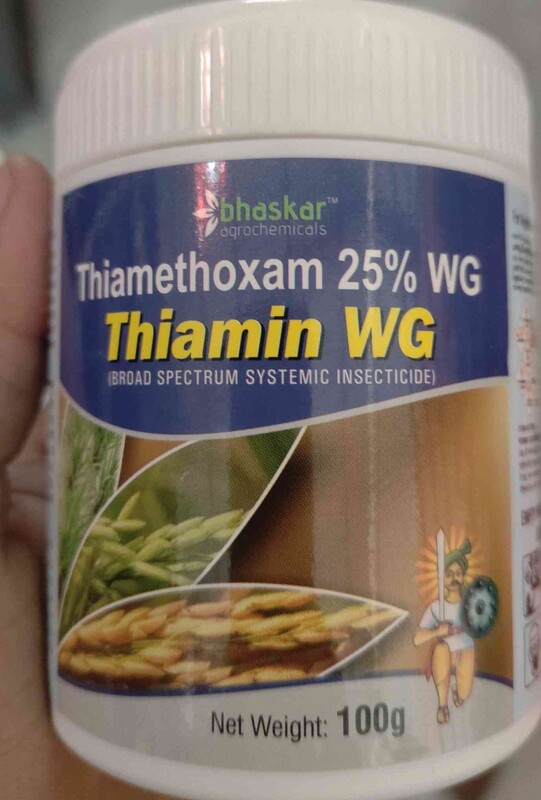 bhaskar™
agrochemicals
Thiamethoxam 25% WG
Thiamin WG
(BROAD SPECTRUM SYSTEMIC INSECTICIDE)
Net Weight: 100g